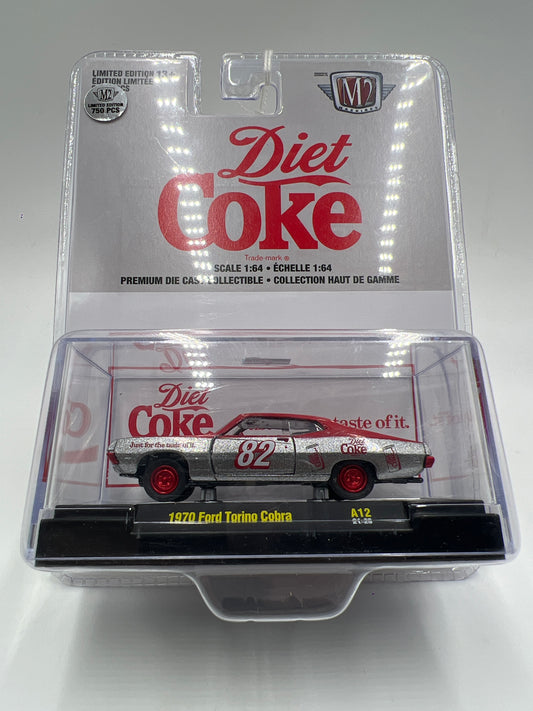 LIMITED EDITION
ÉDITION LIMITÉE
PCS
M2
LIMITED EDITION
750 PCS
M2
MACHINES
Diet
Coke
Trade-mark ®
SCALE 1:64 • ÉCHELLE 1:64
PREMIUM DIE CAST COLLECTIBLE • COLLECTION HAUT DE GAMME
Diet
Coke
Just for the taste of it.
taste of it.
82
Diet
Coke
1970 Ford Torino Cobra
A12